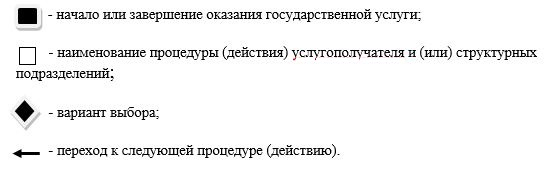 - начало или завершение оказания государственной услуги;
- наименование процедуры (действия) услугополучателя и (или) структурных
подразделений;
- вариант выбора;
- переход к следующей процедуре (действию).